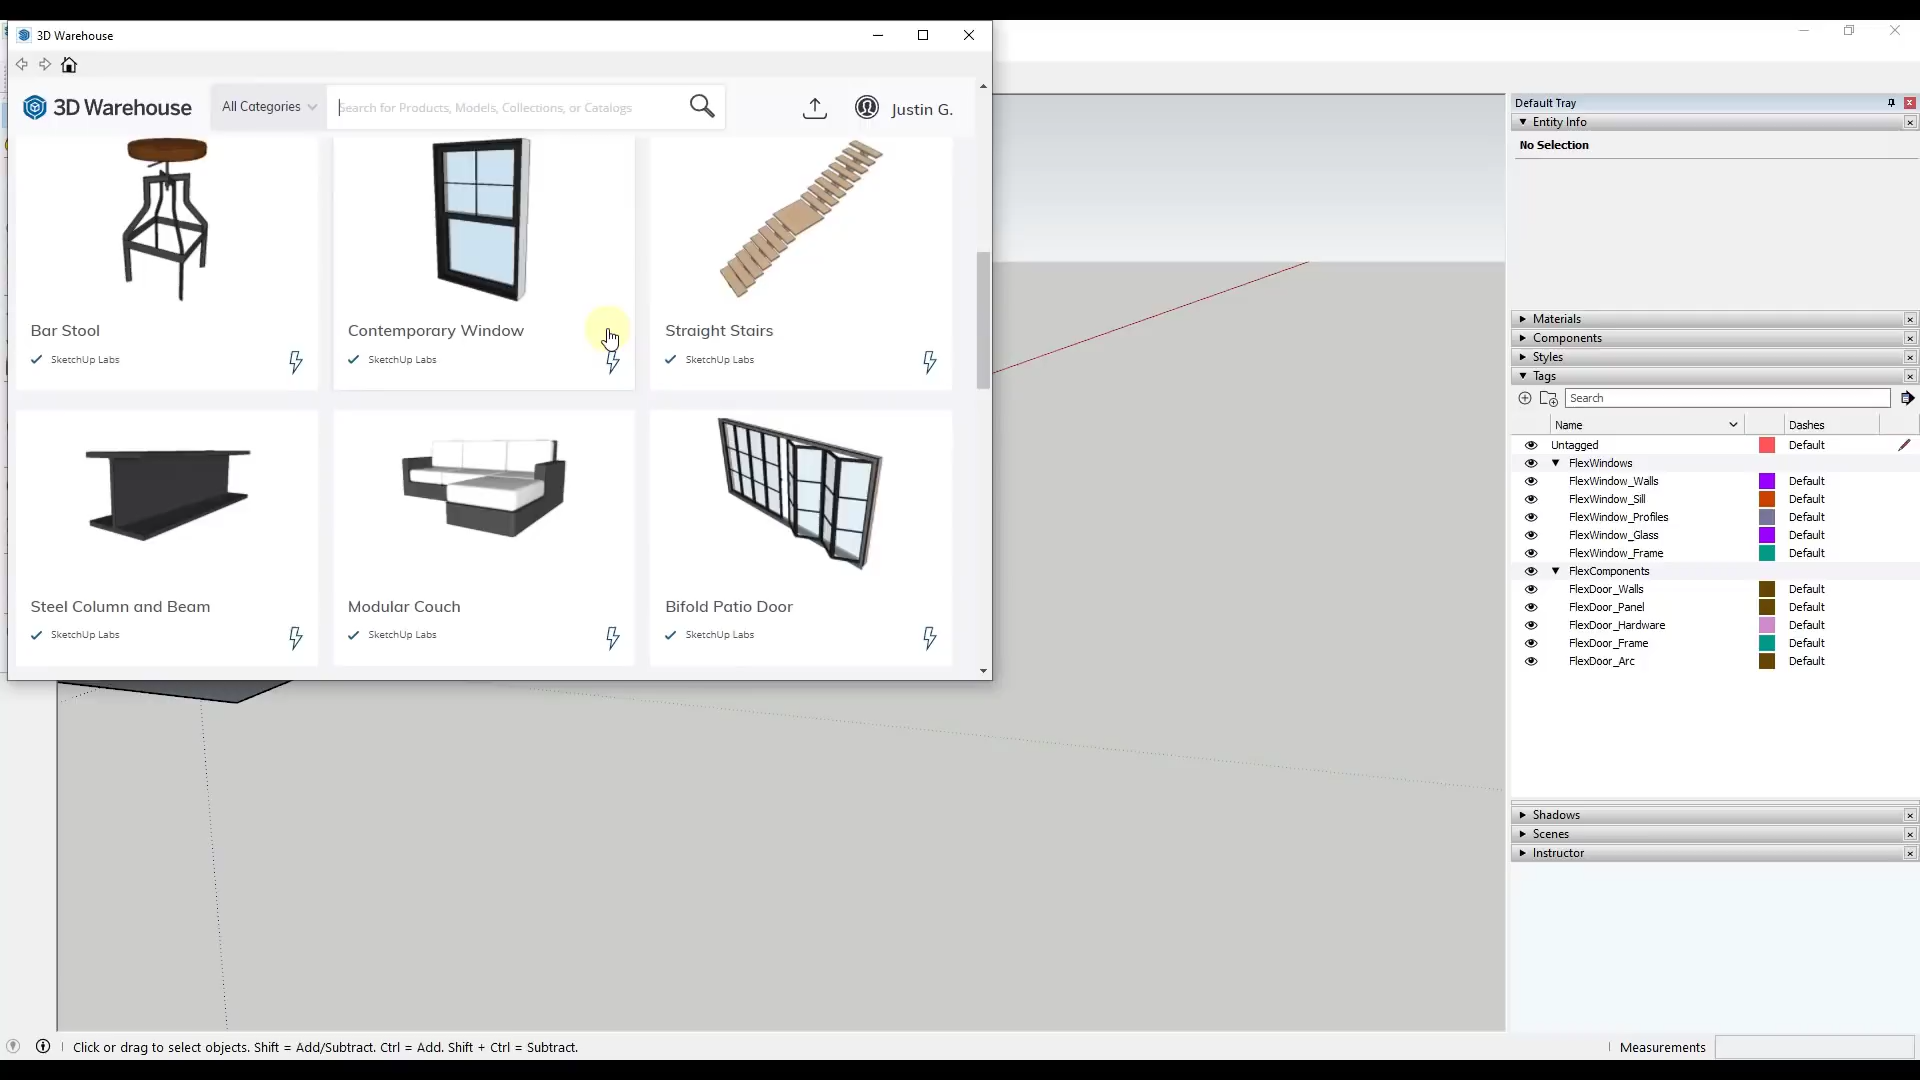 3D Warehouse
3D Warehouse
All Categories
Search for Products, Models, Collections, or Catalogs
Justin G.
Bar Stool
SketchUp Labs
Contemporary Window
SketchUp Labs
Straight Stairs
SketchUp Labs
Steel Column and Beam
SketchUp Labs
Modular Couch
SketchUp Labs
Bifold Patio Door
SketchUp Labs
Default Tray
Entity Info
No Selection
Materials
Components
Styles
Tags
Search
Name Dashes
Untagged Default
FlexWindows
FlexWindow_Walls Default
FlexWindow_Sill Default
FlexWindow_Profiles Default
FlexWindow_Glass Default
FlexWindow_Frame Default
FlexComponents
FlexDoor_Walls Default
FlexDoor_Panel Default
FlexDoor_Hardware Default
FlexDoor_Frame Default
FlexDoor_Arc Default
Shadows
Scenes
Instructor
Click or drag to select objects. Shift = Add/Subtract. Ctrl = Add. Shift + Ctrl = Subtract.
Measurements